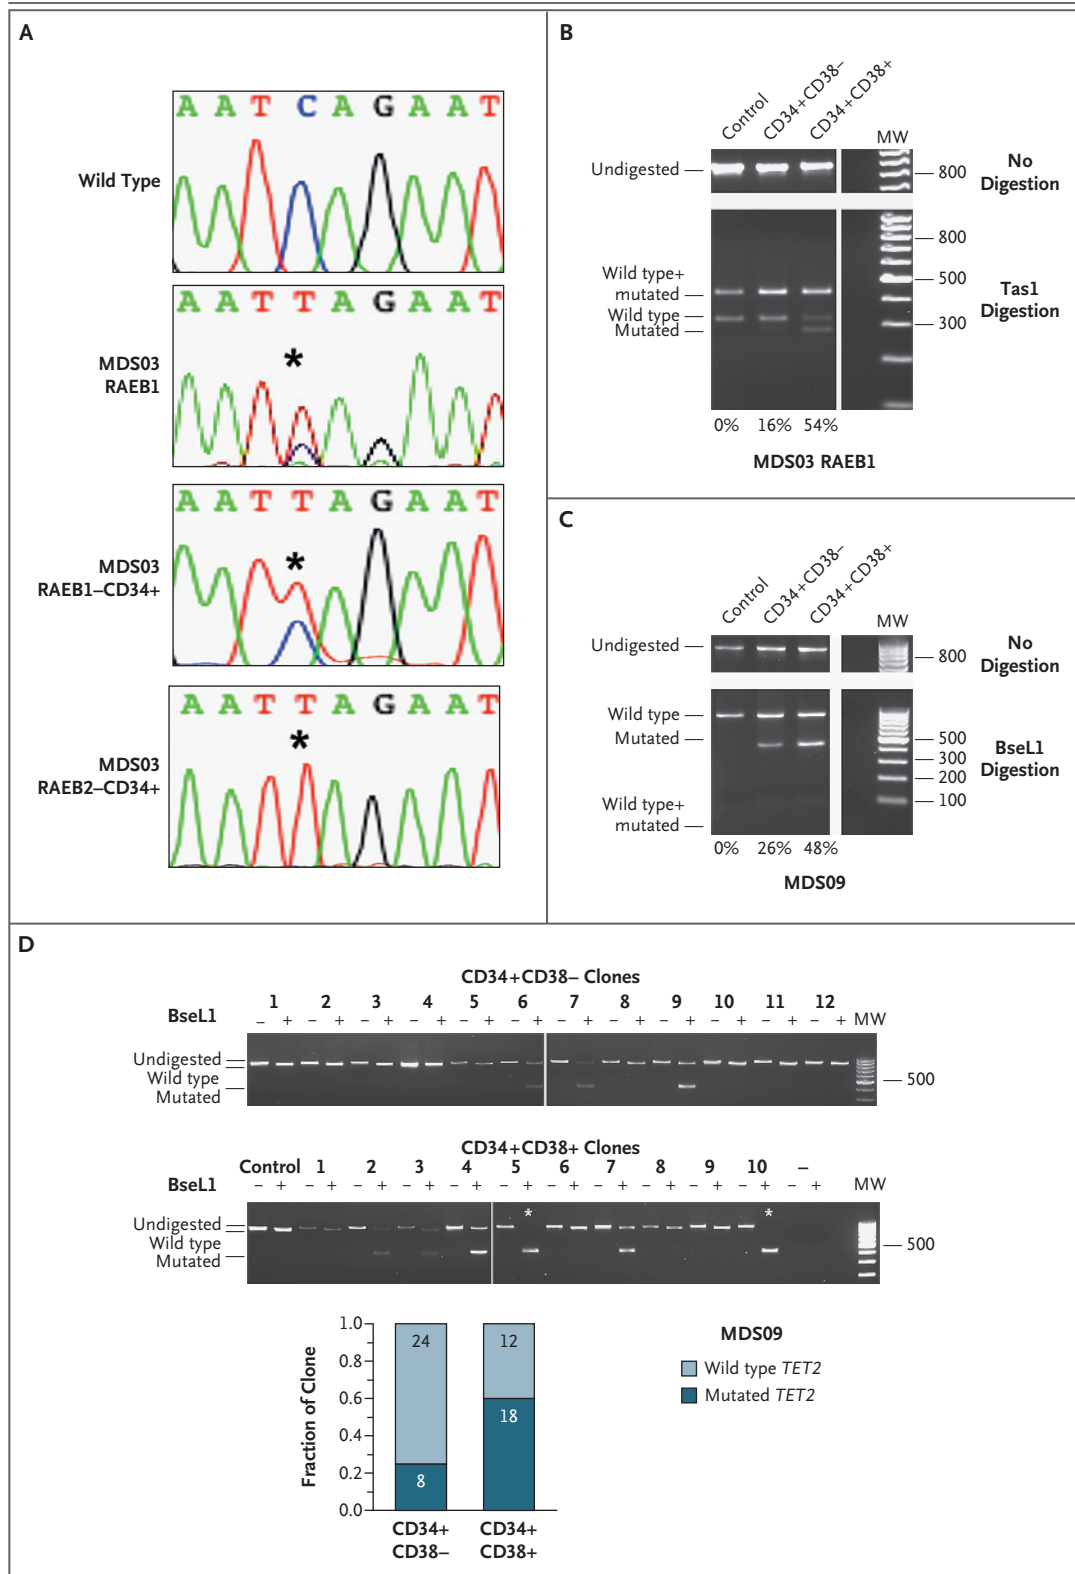 A
A A T C A G A A T
Wild Type
A A T T A G A A T
*
MDS03
RAEB1
A A T T A G A A T
*
MDS03
RAEB1–CD34+
A A T T A G A A T
*
MDS03
RAEB2–CD34+
B
Control
CD34+CD38–
CD34+CD38+
MW
Undigested
800
No
Digestion
800
Wild type+
mutated
500
Tas1
Digestion
Wild type
300
Mutated
0% 16% 54%
MDS03 RAEB1
C
Control
CD34+CD38–
CD34+CD38+
MW
Undigested
800
No
Digestion
Wild type
Mutated
500
300
200
100
BseL1
Digestion
Wild type+
mutated
0% 26% 48%
MDS09
D
CD34+CD38– Clones
1 2 3 4 5 6 7 8 9 10 11 12
BseL1 – + – + – + – + – + – + – + – + – + – + – + – + MW
Undigested
Wild type
Mutated
500
CD34+CD38+ Clones
Control 1 2 3 4 5 6 7 8 9 10 –
BseL1 – + – + – + – + – + – + – + – + – + – + – + – + MW
* *
Undigested
Wild type
Mutated
500
Fraction of Clone
1.0
0.8
0.6
0.4
0.2
0.0
24
8
12
18
CD34+
CD38–
CD34+
CD38+
MDS09
Wild type TET2
Mutated TET2